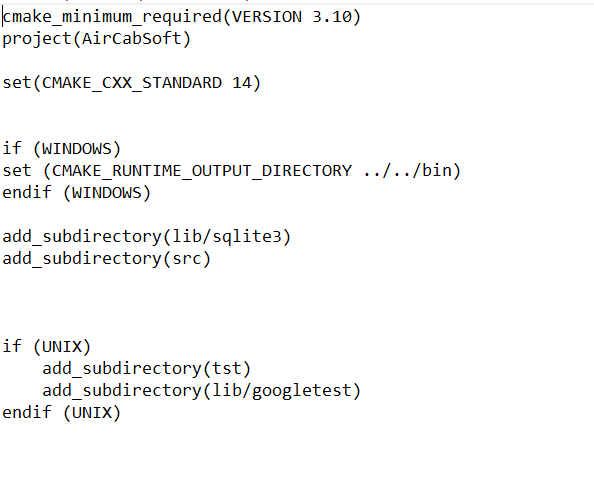 cmake_minimum_required(VERSION 3.10)
project(AirCabSoft)
set(CMAKE_CXX_STANDARD 14)
if (WINDOWS)
set (CMAKE_RUNTIME_OUTPUT_DIRECTORY ../../bin)
endif (WINDOWS)
add_subdirectory(lib/sqlite3)
add_subdirectory(src)
if (UNIX)
    add_subdirectory(tst)
    add_subdirectory(lib/googletest)
endif (UNIX)